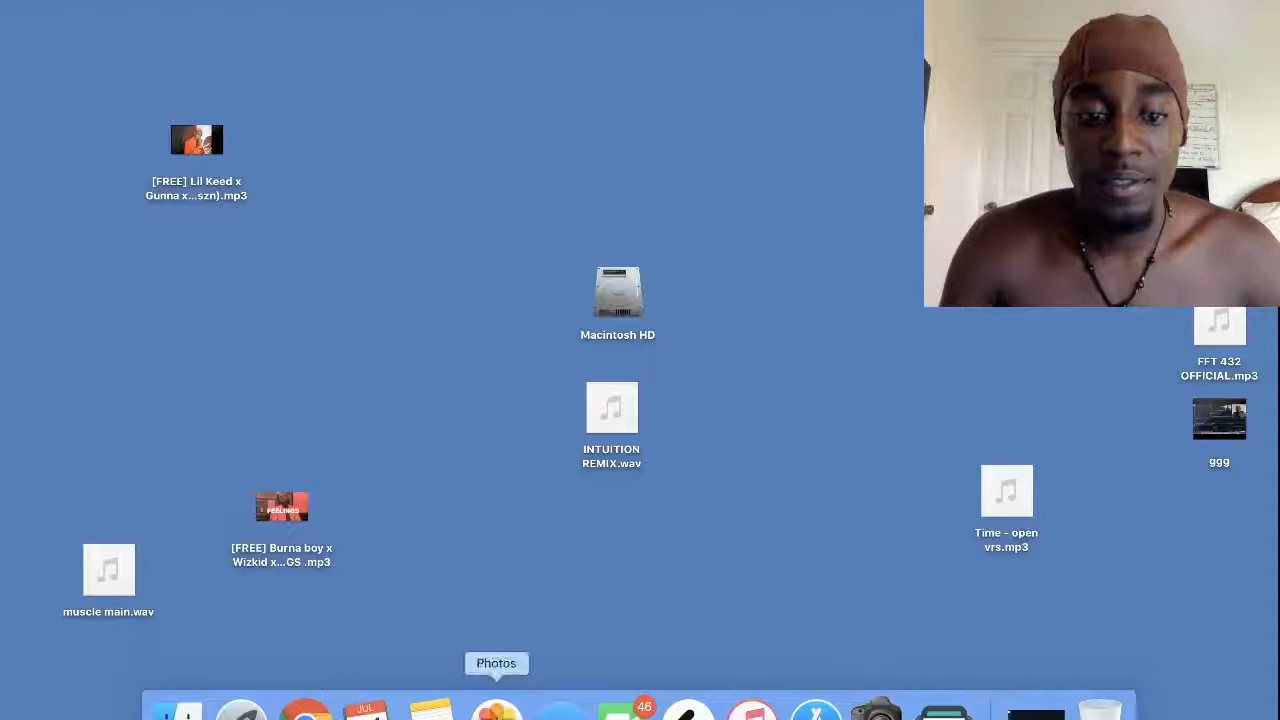 [FREE] Lil Keed x
Gunna x...szn).mp3
Macintosh HD
FFT 432
OFFICIAL.mp3
INTUITION
REMIX.wav
ggg
FEELINGS
Time - open
vrs.mp3
[FREE] Burna boy x
Wizkid x...GS .mp3
muscle main.wav
Photos
JUL
46